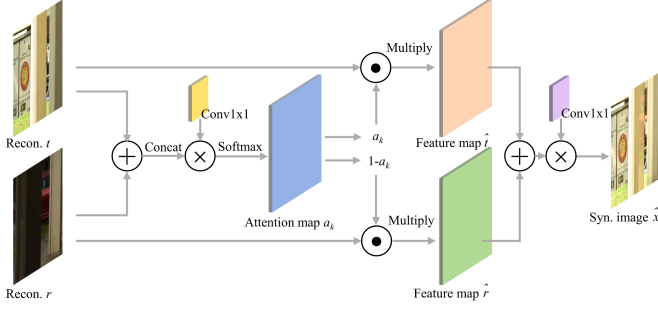 Multiply
Conv1x1
Conv1x1
Recon. t
Concat
Softmax
a_k
1-a_k
Feature map t̂
Attention map a_k
Multiply
Syn. image x̂
Recon. r
Feature map r̂